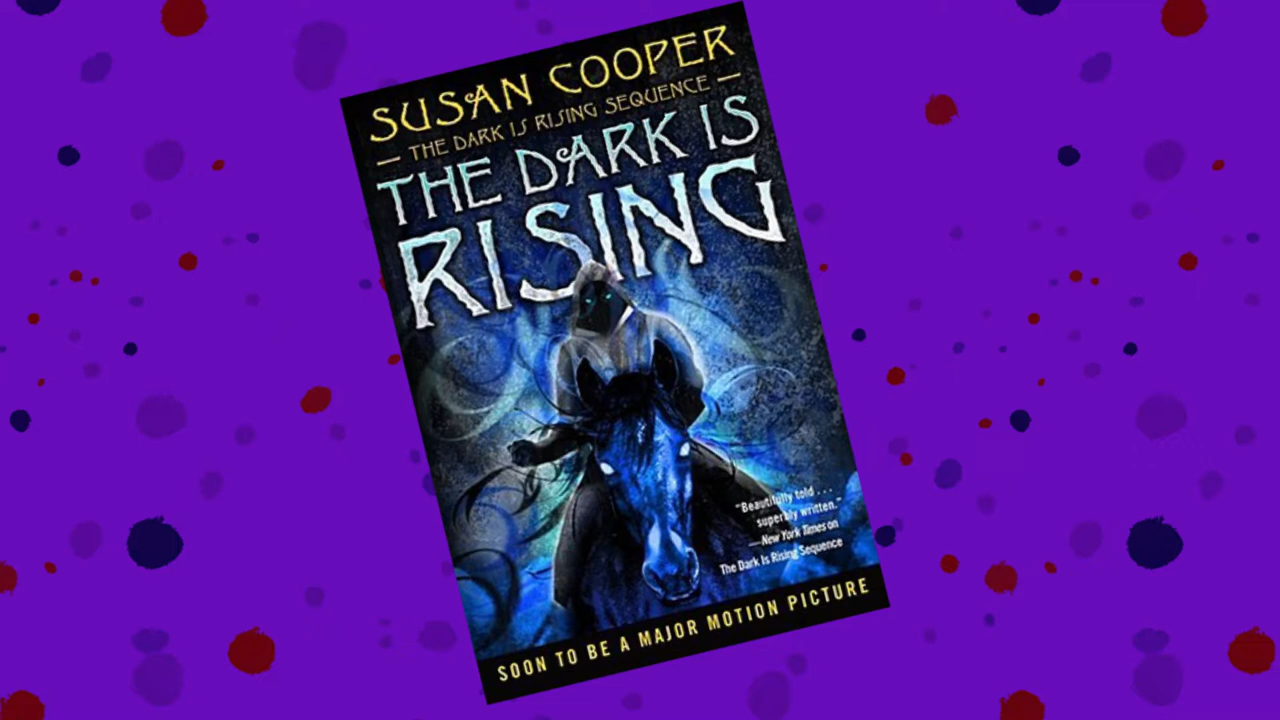 SUSAN COOPER
— THE DARK IS RISING SEQUENCE —
THE DARK IS
RISING
"Beautifully told . . .
superbly written."
—New York Times on
The Dark Is Rising Sequence
SOON TO BE A MAJOR MOTION PICTURE